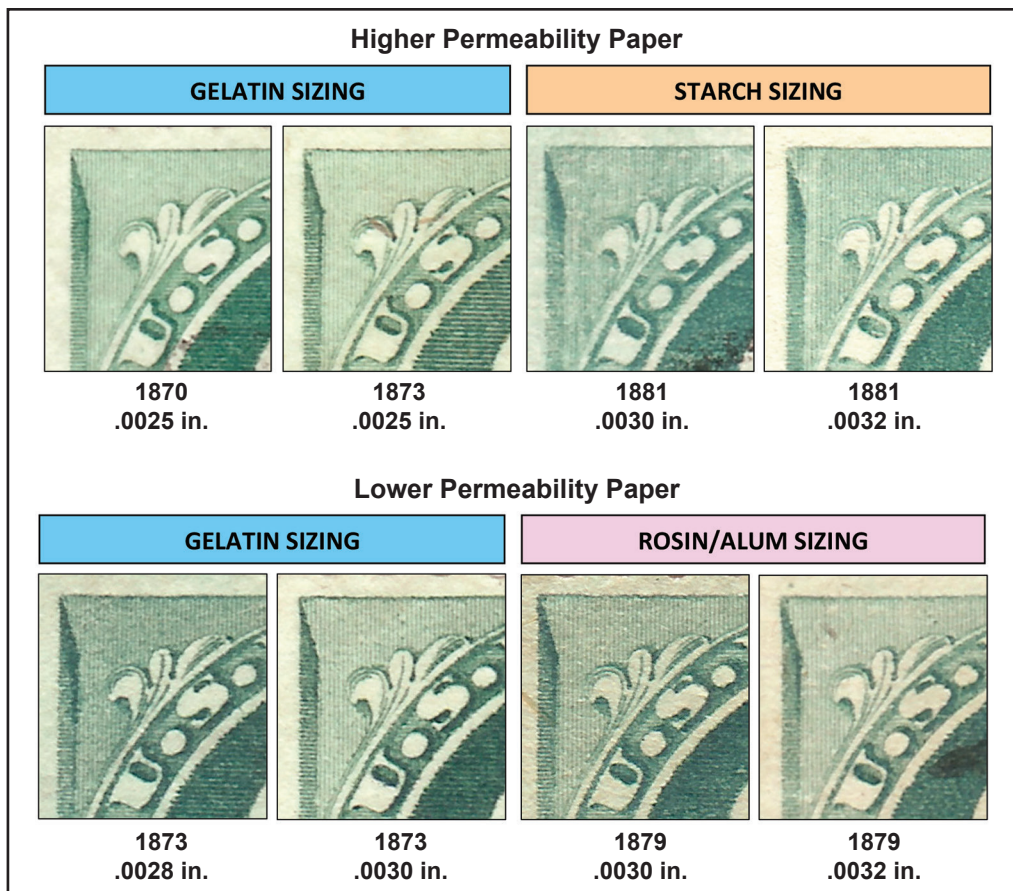 Higher Permeability Paper
GELATIN SIZING
STARCH SIZING
U.S.
U.S.
U.S.
U.S.
1870
.0025 in.
1873
.0025 in.
1881
.0030 in.
1881
.0032 in.
Lower Permeability Paper
GELATIN SIZING
ROSIN/ALUM SIZING
U.S.
U.S.
U.S.
U.S.
1873
.0028 in.
1873
.0030 in.
1879
.0030 in.
1879
.0032 in.